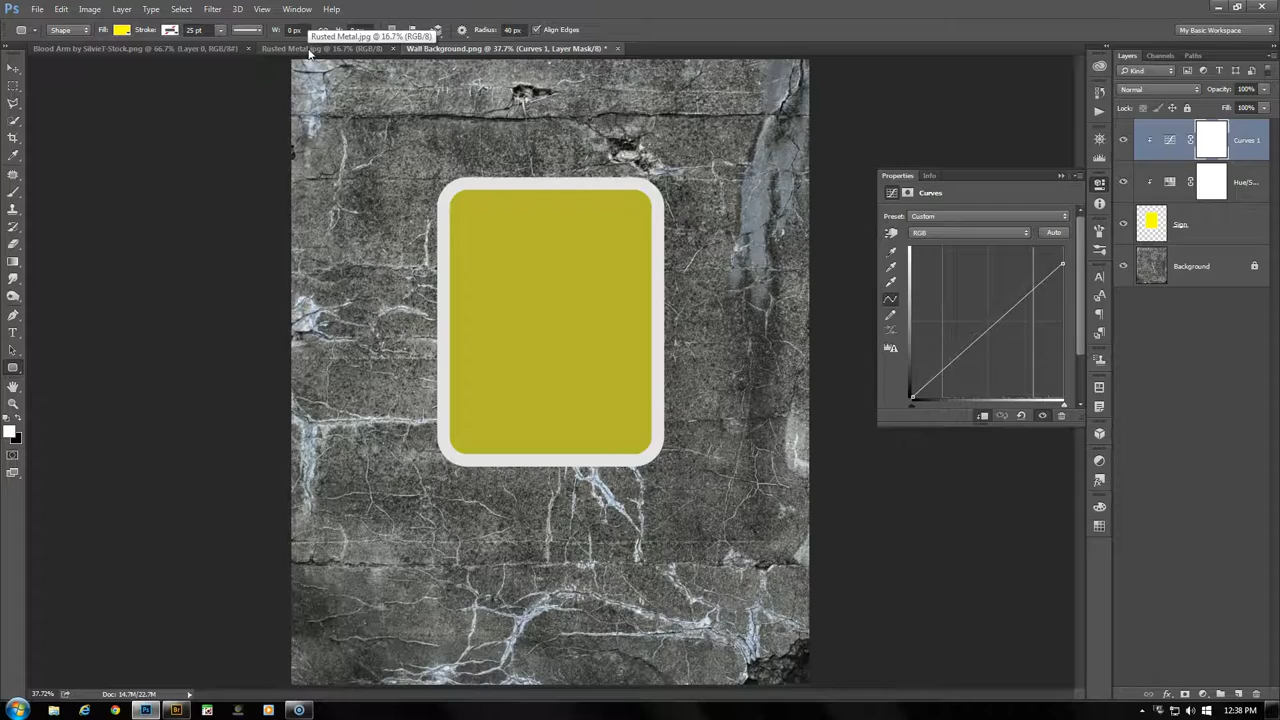 Ps File Edit Image Layer Type Select Filter 3D View Window Help
Shape Fill: Stroke: 25 pt W: 0 px Radius: 40 px Align Edges My Basic Workspace
Rusted Metal.jpg @ 16.7% (RGB/8)
Blood Arm by SilvieT-Stock.png @ 66.7% (Layer 0, RGB/8#) × Rusted Metal.jpg @ 16.7% (RGB/8) × Wall Background.png @ 37.7% (Curves 1, Layer Mask/8) * ×
Layers Channels Paths
Kind
Normal Opacity: 100%
Lock: Fill: 100%
Curves 1
Hue/S...
Sign
Background
Properties Info
Curves
Preset: Custom
RGB Auto
37.72% Doc: 14.7M/22.7M
Br 12:38 PM